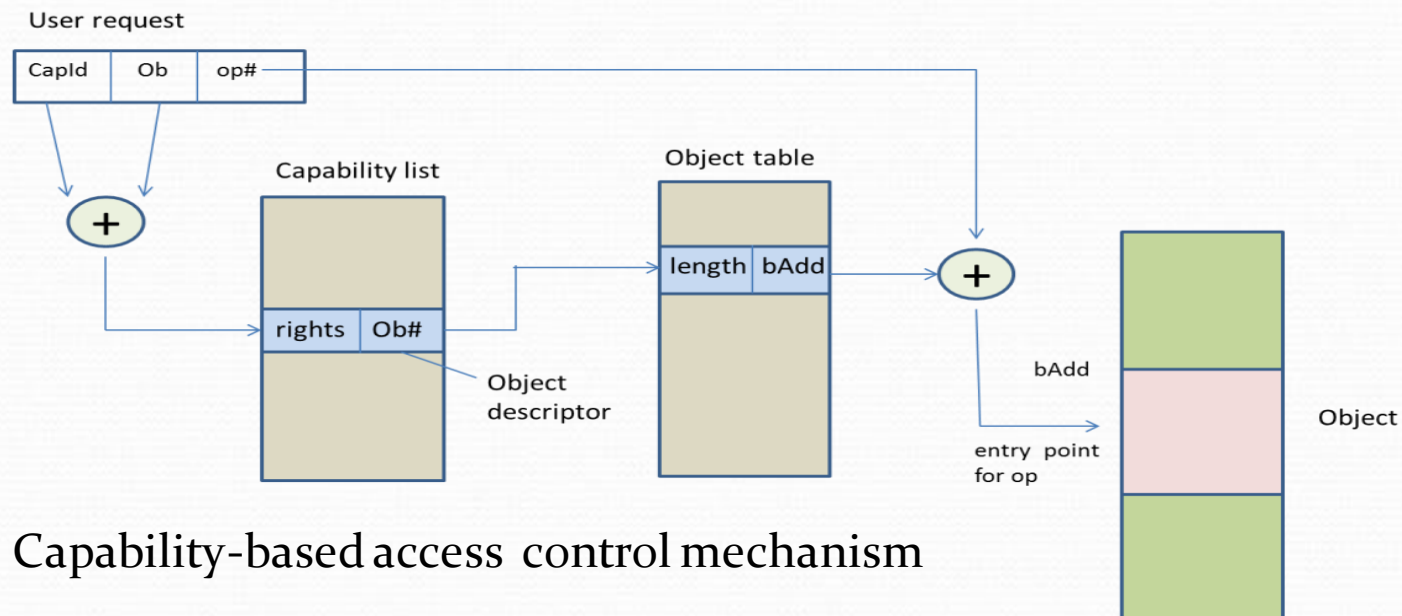 User request
CapId Ob op#
+
Capability list
rights Ob#
Object
descriptor
Object table
length bAdd
+
bAdd
entry point
for op
Object
Capability-based access control mechanism